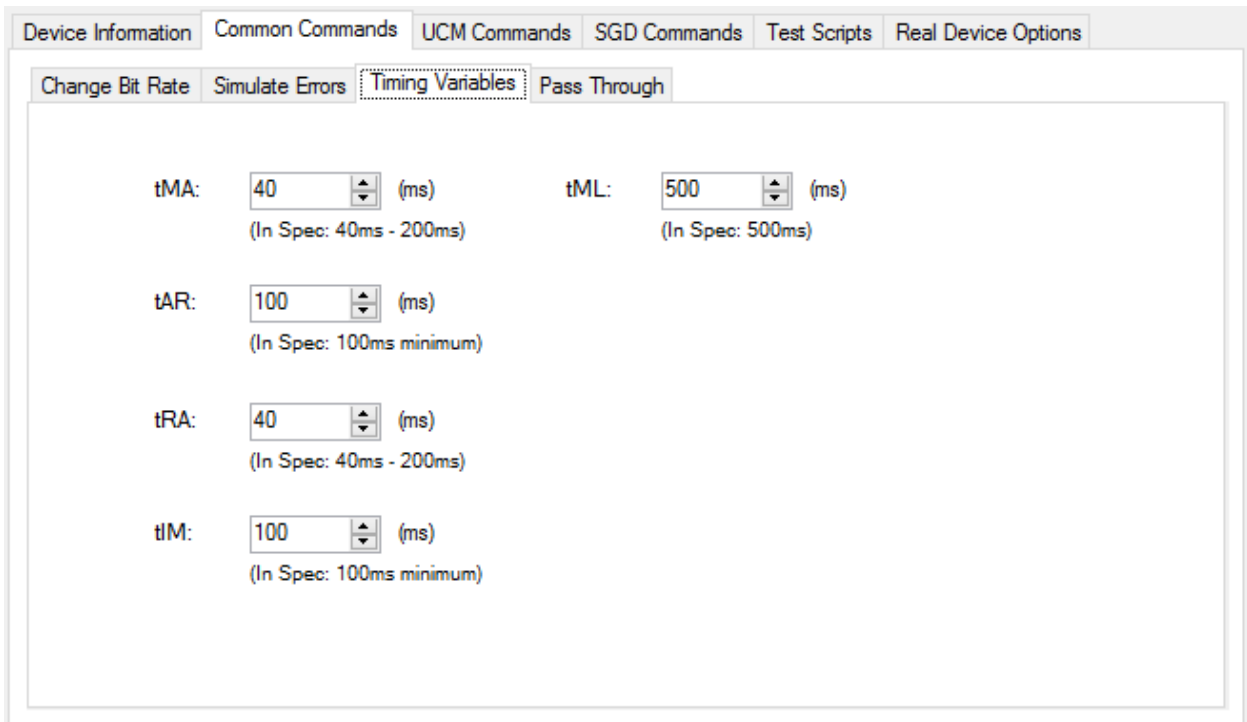 Device Information Common Commands UCM Commands SGD Commands Test Scripts Real Device Options
Change Bit Rate Simulate Errors Timing Variables Pass Through
tMA: 40 (ms) tML: 500 (ms)
(In Spec: 40ms - 200ms) (In Spec: 500ms)
tAR: 100 (ms)
(In Spec: 100ms minimum)
tRA: 40 (ms)
(In Spec: 40ms - 200ms)
tIM: 100 (ms)
(In Spec: 100ms minimum)